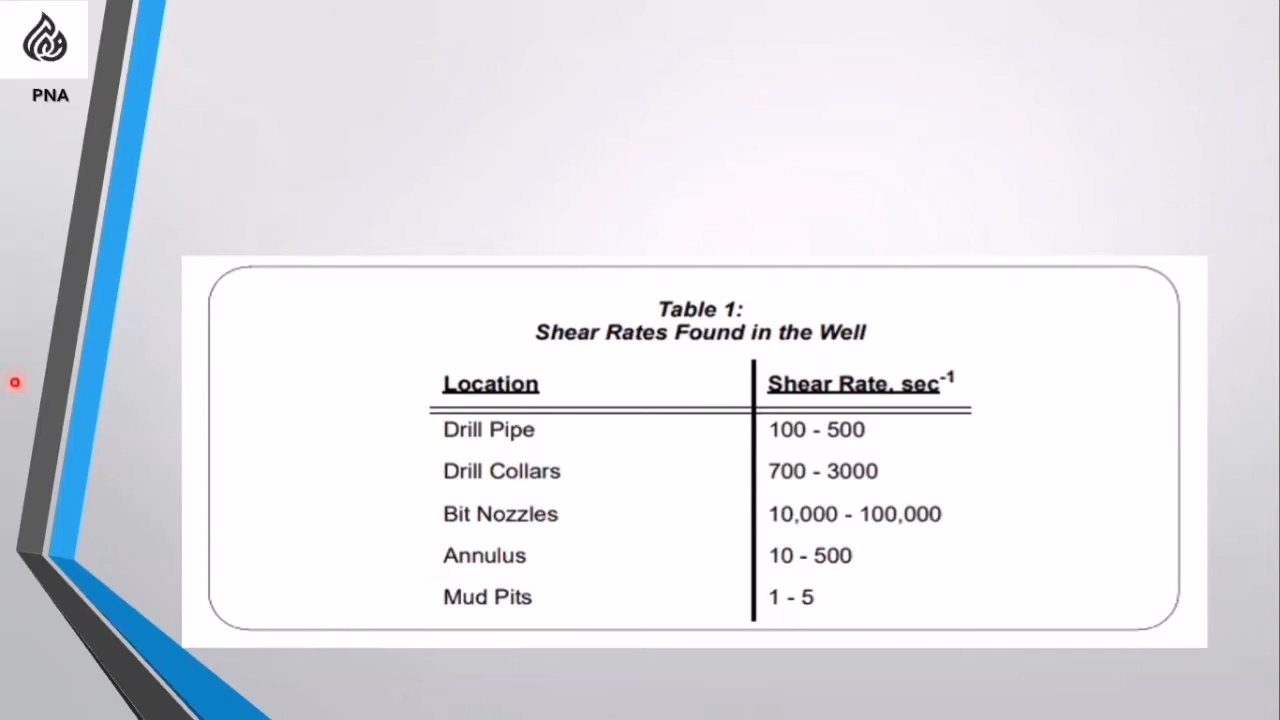 PNA
Table 1:
Shear Rates Found in the Well
Location Shear Rate, sec⁻¹
Drill Pipe 100 - 500
Drill Collars 700 - 3000
Bit Nozzles 10,000 - 100,000
Annulus 10 - 500
Mud Pits 1 - 5